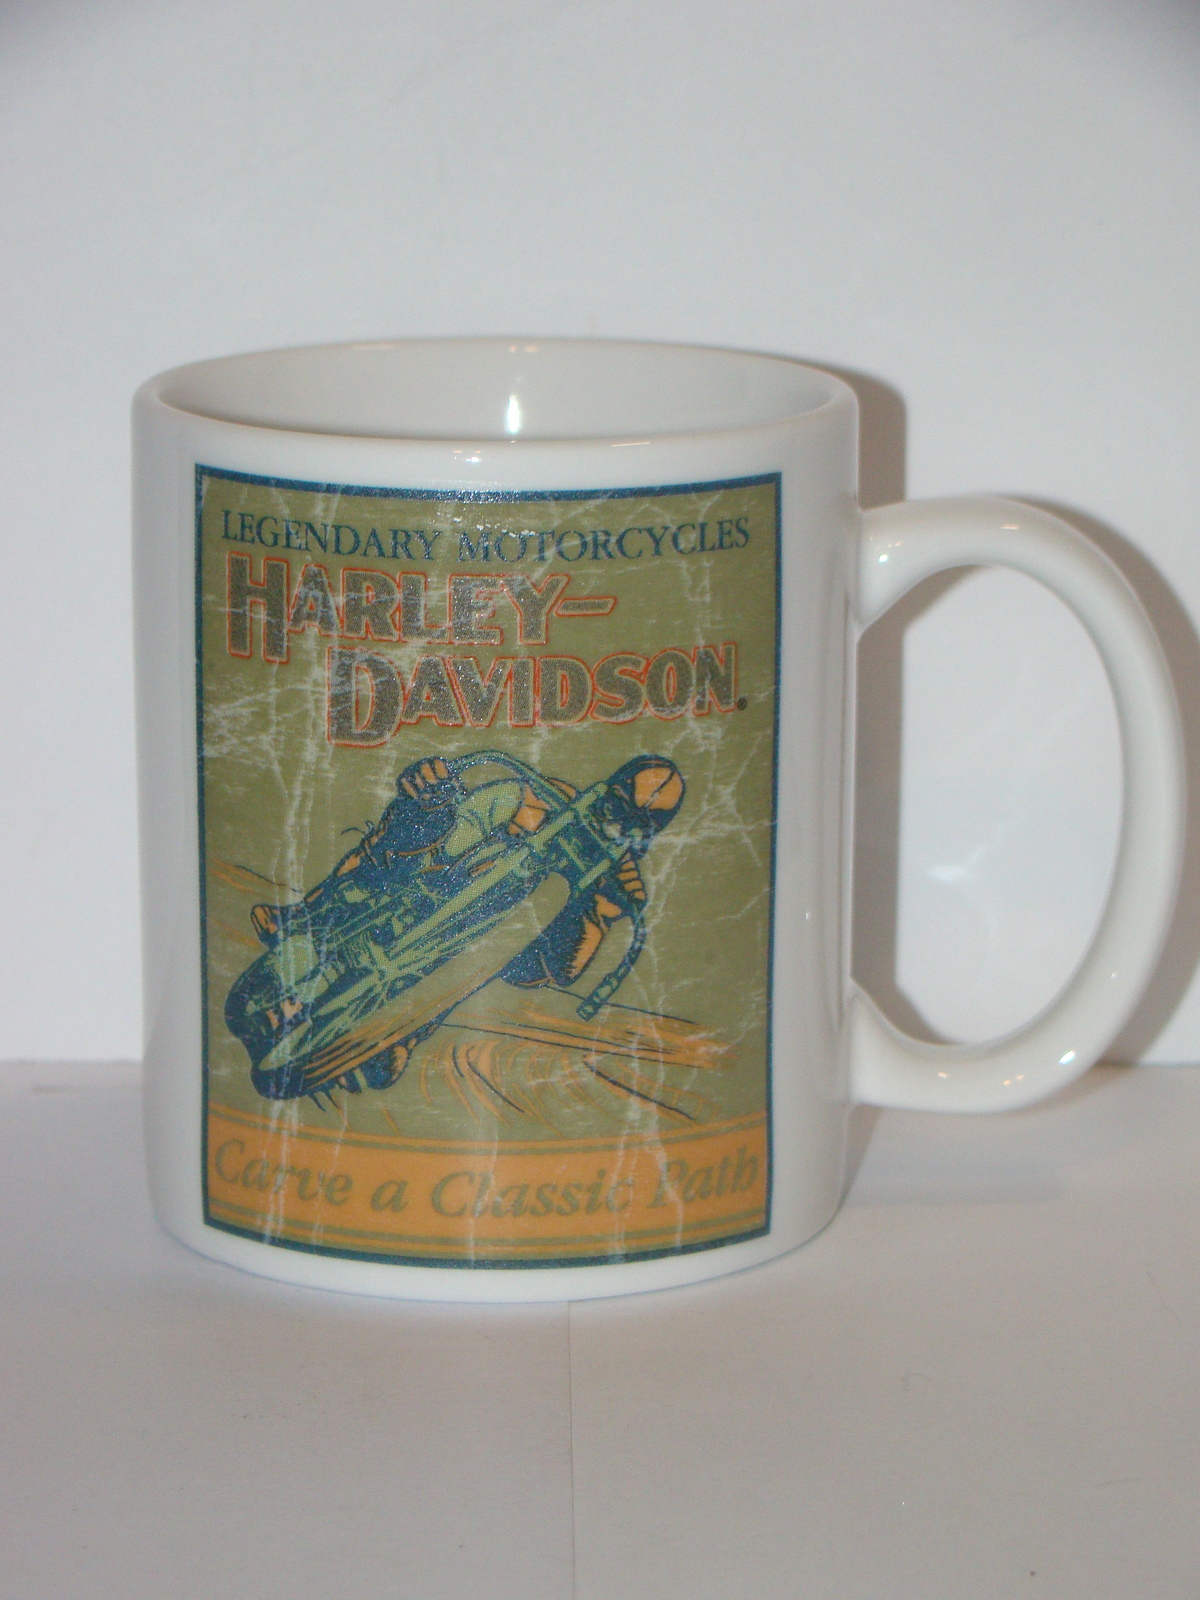 LEGENDARY MOTORCYCLES
HARLEY-
DAVIDSON®
Carve a Classic Path